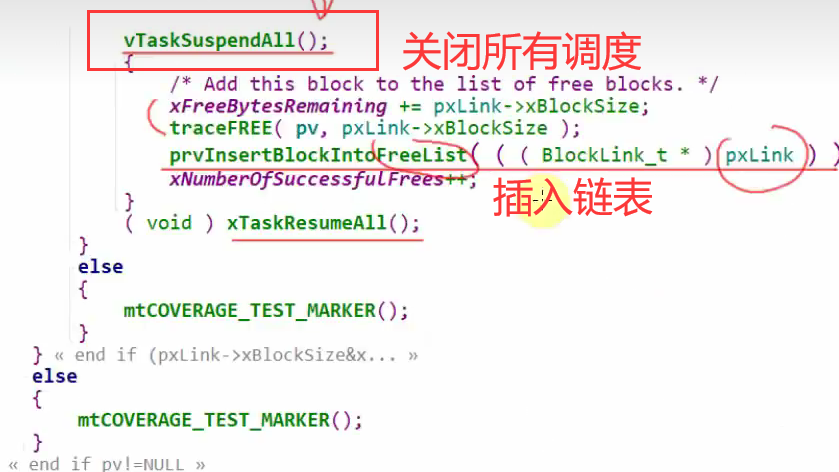 vTaskSuspendAll();
关闭所有调度
{
/* Add this block to the list of free blocks. */
xFreeBytesRemaining += pxLink->xBlockSize;
traceFREE( pv, pxLink->xBlockSize );
prvInsertBlockIntoFreeList( ( ( BlockLink_t * ) pxLink ) )
xNumberOfSuccessfulFrees++;
插入链表
}
( void ) xTaskResumeAll();
}
else
{
mtCOVERAGE_TEST_MARKER();
}
} « end if (pxLink->xBlockSize&x... »
else
{
mtCOVERAGE_TEST_MARKER();
}
« end if pv!=NULL »